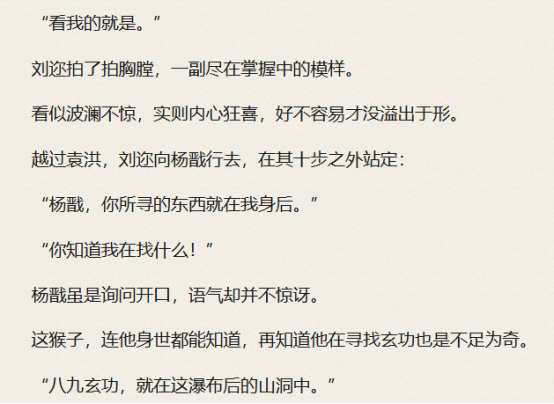 “看我的就是。”
刘迩拍了拍胸膛，一副尽在掌握中的模样。
看似波澜不惊，实则内心狂喜，好不容易才没溢出于形。
越过袁洪，刘迩向杨戬行去，在其十步之外站定：
“杨戬，你所寻的东西就在我身后。”
“你知道我在找什么！”
杨戬虽是询问开口，语气却并不惊讶。
这猴子，连他身世都能知道，再知道他在寻找玄功也是不足为奇。
“八九玄功，就在这瀑布后的山洞中。”